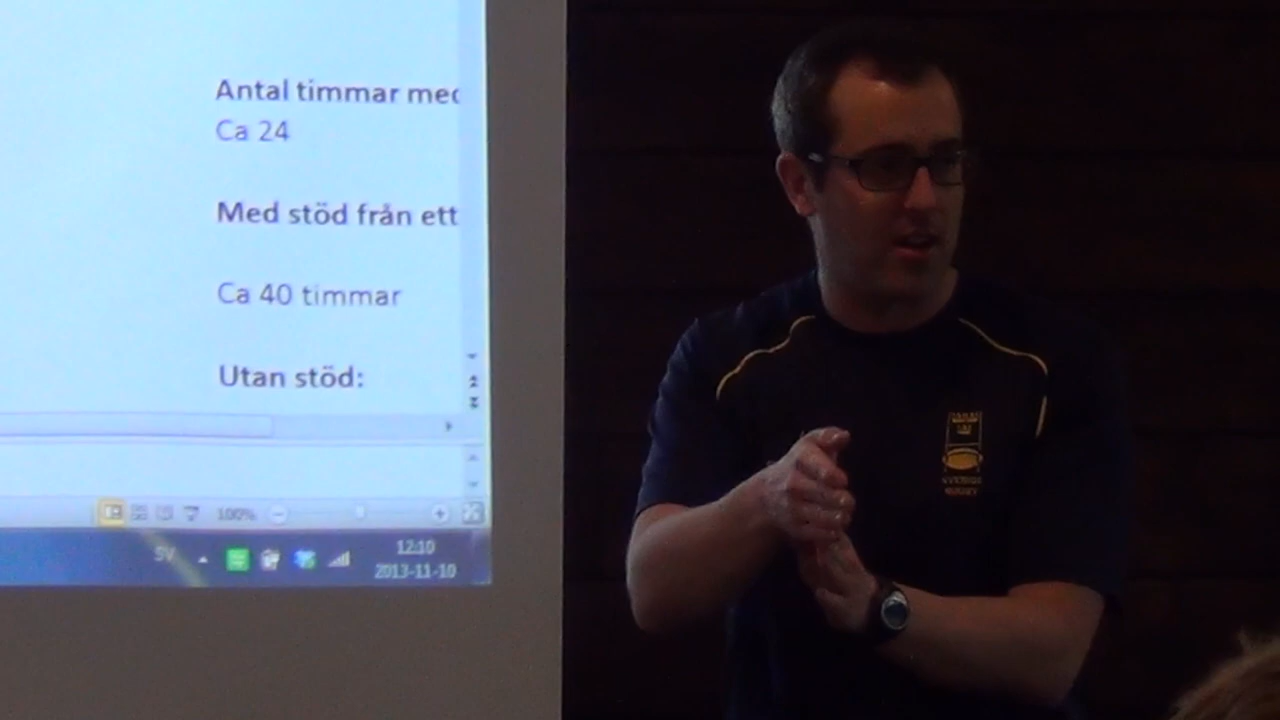 Antal timmar med
Ca 24
Med stöd från ett
Ca 40 timmar
Utan stöd:
100%
SV
12:10
2013-11-10